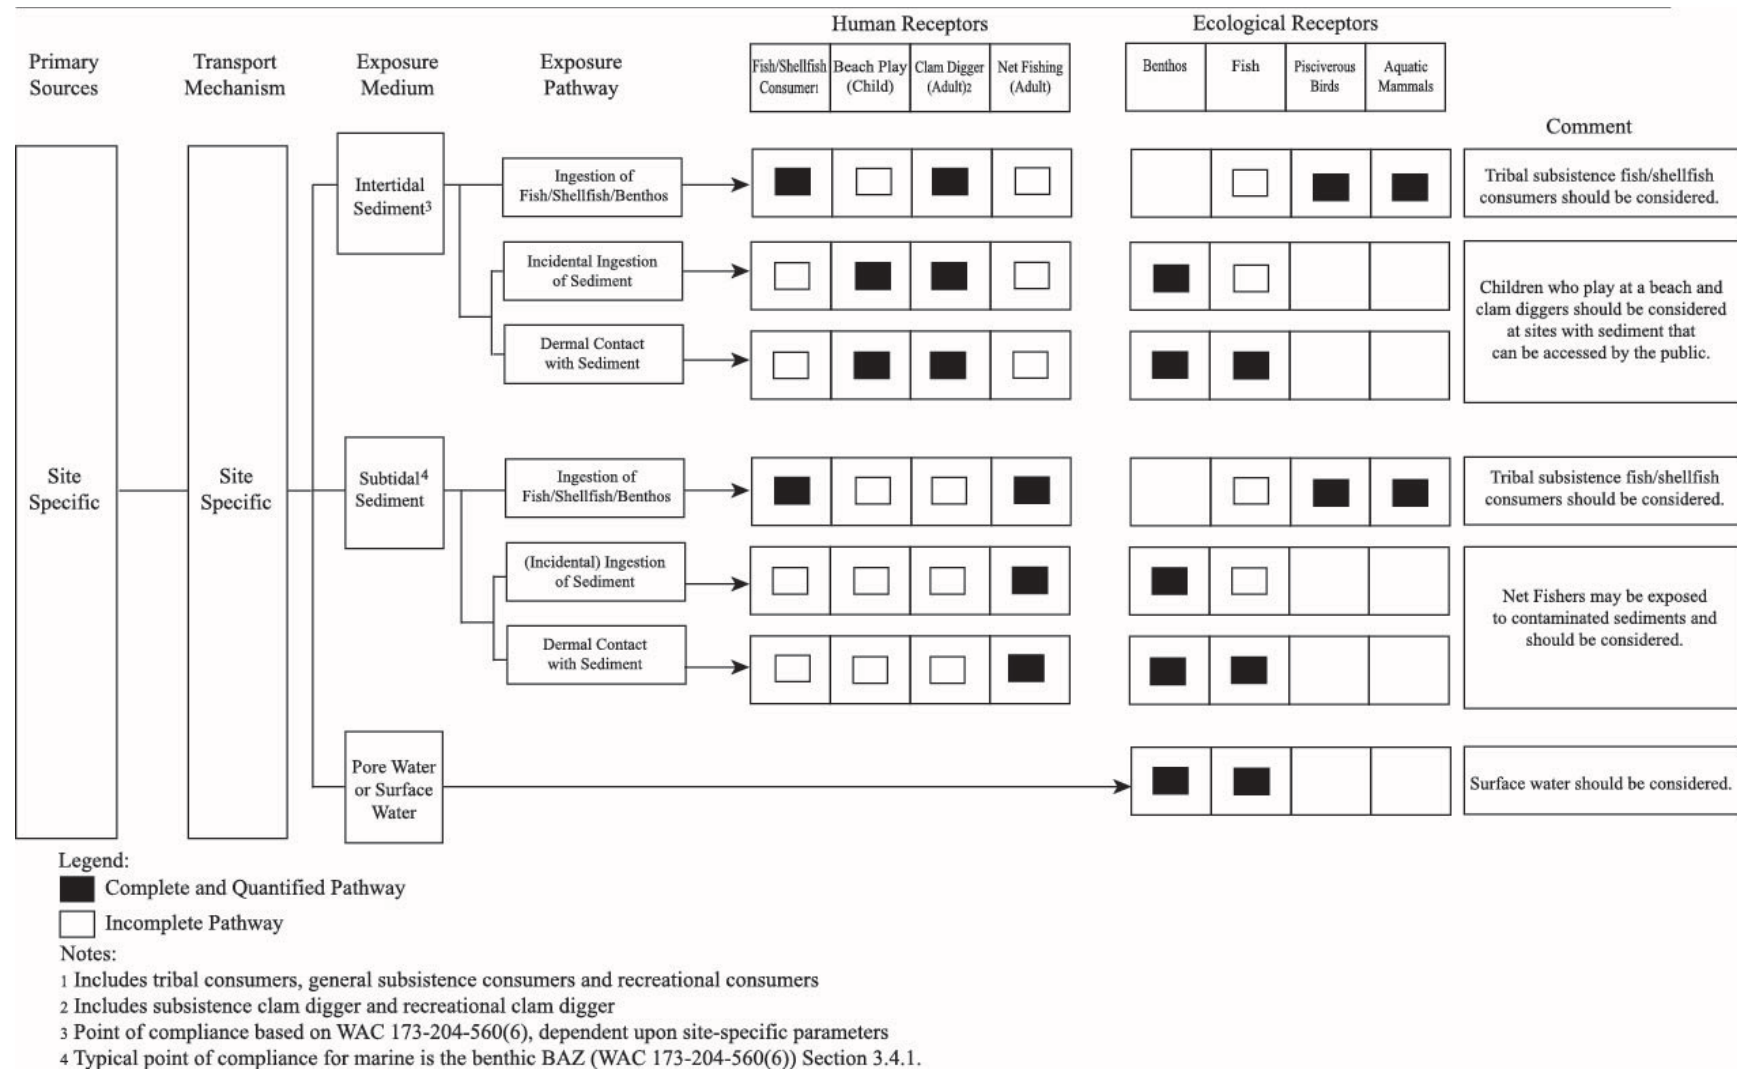 Human Receptors
Ecological Receptors
Primary
Sources
Transport
Mechanism
Exposure
Medium
Exposure
Pathway
Fish/Shellfish
Consumer1
Beach Play
(Child)
Clam Digger
(Adult)2
Net Fishing
(Adult)
Benthos
Fish
Pisciverous
Birds
Aquatic
Mammals
Comment
Site
Specific
Site
Specific
Intertidal
Sediment3
Ingestion of
Fish/Shellfish/Benthos
Tribal subsistence fish/shellfish
consumers should be considered.
Incidental Ingestion
of Sediment
Dermal Contact
with Sediment
Children who play at a beach and
clam diggers should be considered
at sites with sediment that
can be accessed by the public.
Subtidal4
Sediment
Ingestion of
Fish/Shellfish/Benthos
Tribal subsistence fish/shellfish
consumers should be considered.
(Incidental) Ingestion
of Sediment
Dermal Contact
with Sediment
Net Fishers may be exposed
to contaminated sediments and
should be considered.
Pore Water
or Surface
Water
Surface water should be considered.
Legend:
Complete and Quantified Pathway
Incomplete Pathway
Notes:
1 Includes tribal consumers, general subsistence consumers and recreational consumers
2 Includes subsistence clam digger and recreational clam digger
3 Point of compliance based on WAC 173-204-560(6), dependent upon site-specific parameters
4 Typical point of compliance for marine is the benthic BAZ (WAC 173-204-560(6)) Section 3.4.1.